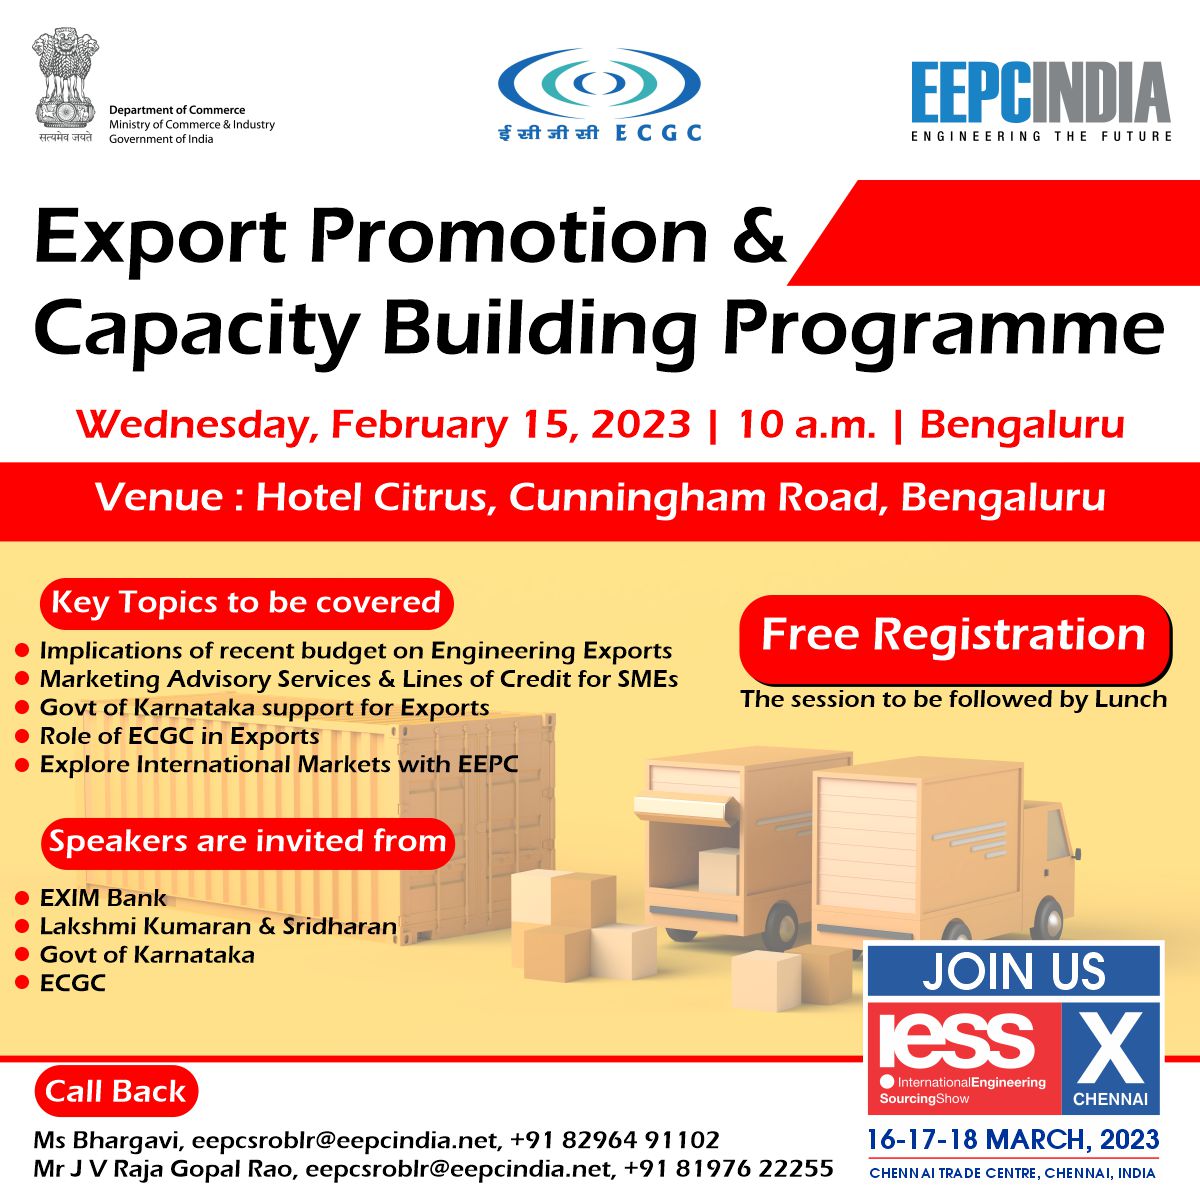 Department of Commerce
Ministry of Commerce & Industry
Government of India
सत्यमेव जयते
ई सी जी सी ECGC
EEPCINDIA
ENGINEERING THE FUTURE
Export Promotion &
Capacity Building Programme
Wednesday, February 15, 2023 | 10 a.m. | Bengaluru
Venue : Hotel Citrus, Cunningham Road, Bengaluru
Key Topics to be covered
Implications of recent budget on Engineering Exports
Marketing Advisory Services & Lines of Credit for SMEs
Govt of Karnataka support for Exports
Role of ECGC in Exports
Explore International Markets with EEPC
Free Registration
The session to be followed by Lunch
Speakers are invited from
EXIM Bank
Lakshmi Kumaran & Sridharan
Govt of Karnataka
ECGC
JOIN US
IESS X
InternationalEngineering
SourcingShow
CHENNAI
16-17-18 MARCH, 2023
CHENNAI TRADE CENTRE, CHENNAI, INDIA
Call Back
Ms Bhargavi, eepcsroblr@eepcindia.net, +91 82964 91102
Mr J V Raja Gopal Rao, eepcsroblr@eepcindia.net, +91 81976 22255